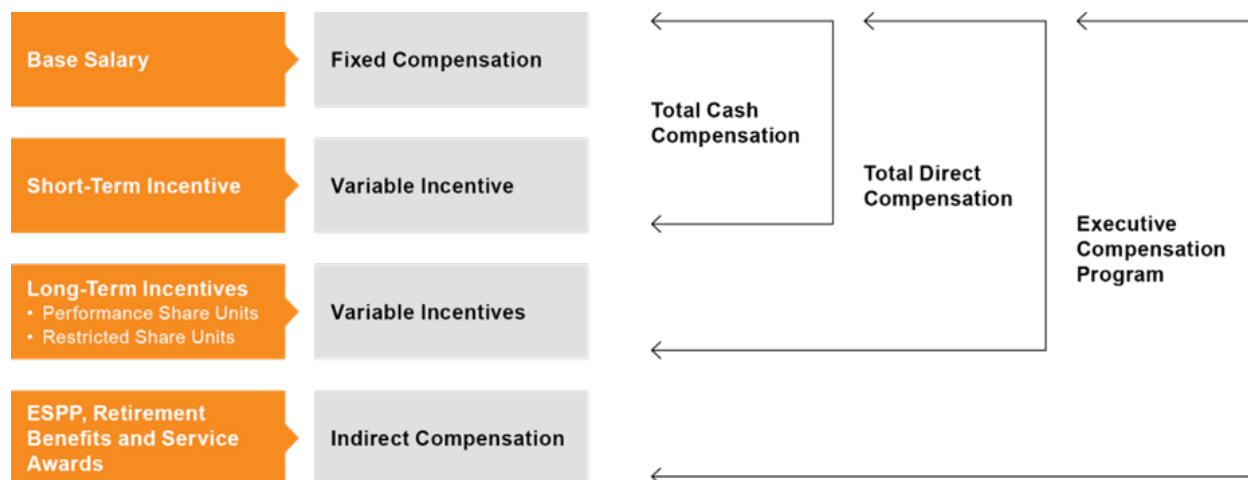 Base Salary
Fixed Compensation
Short-Term Incentive
Variable Incentive
Long-Term Incentives
• Performance Share Units
• Restricted Share Units
Variable Incentives
ESPP, Retirement
Benefits and Service
Awards
Indirect Compensation
Total Cash
Compensation
Total Direct
Compensation
Executive
Compensation
Program